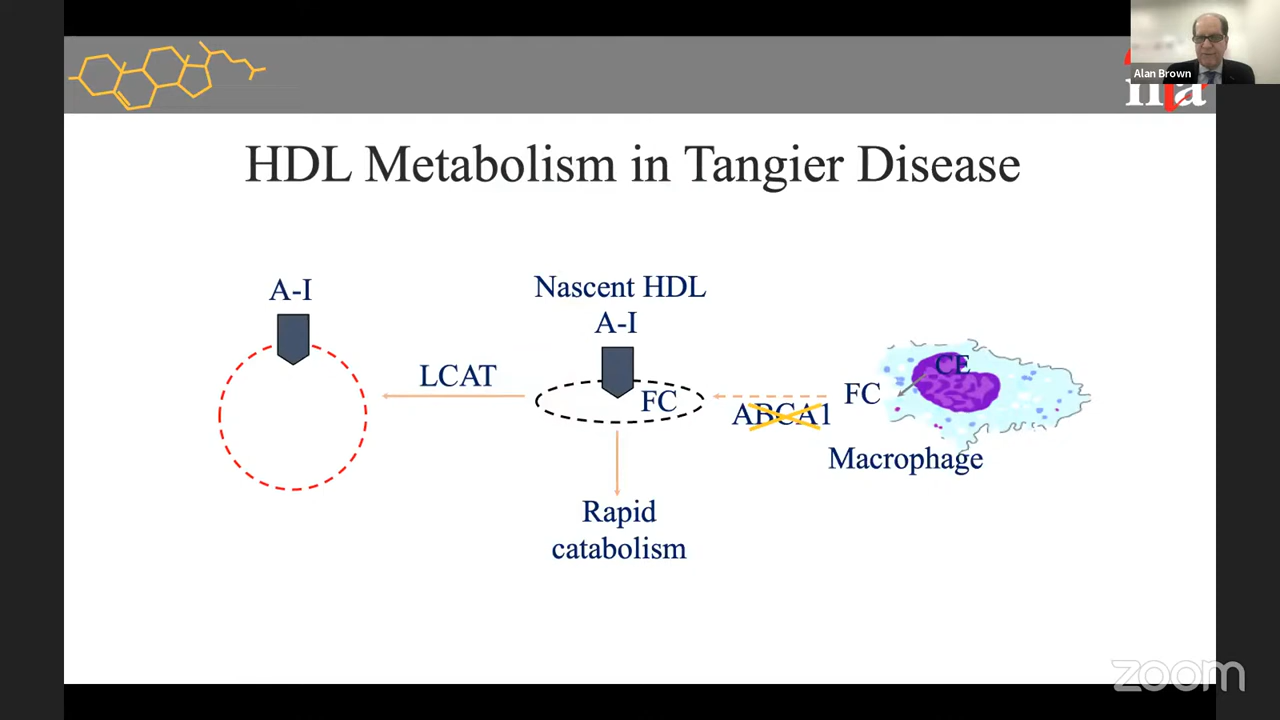 Alan Brown
HDL Metabolism in Tangier Disease
A-I
Nascent HDL
A-I
LCAT
FC
ABCA1
FC
CE
Macrophage
Rapid
catabolism
zoom